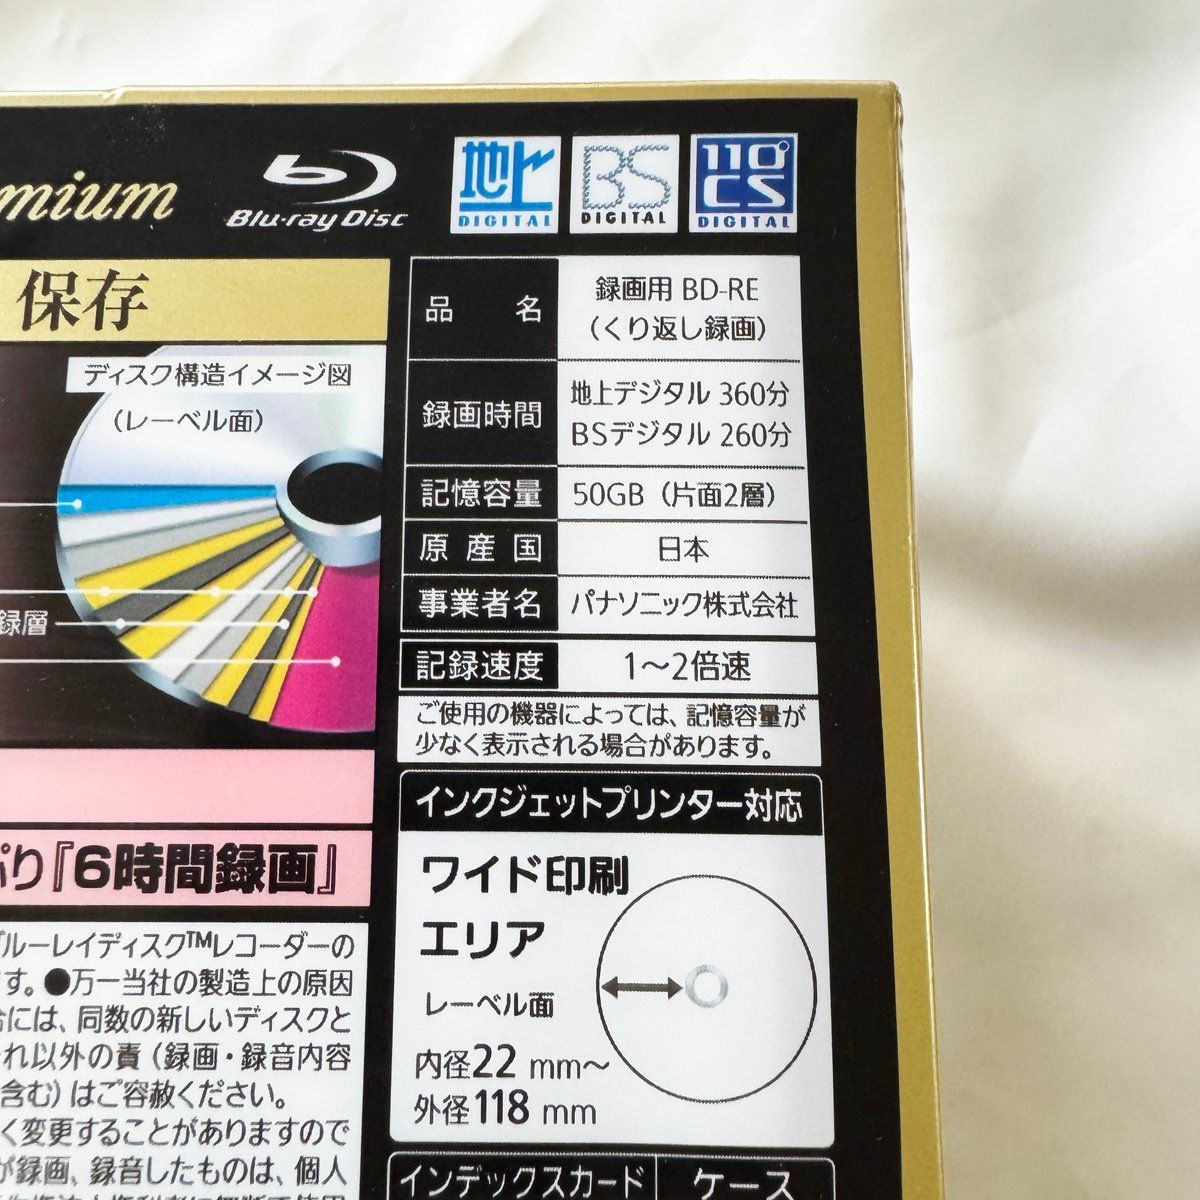 mium
Blu-ray Disc
地上
DIGITAL
BS
DIGITAL
110°
CS
DIGITAL
保存
ディスク構造イメージ図
(レーベル面)
録層
品名
録画用 BD-RE
(くり返し録画)
録画時間
地上デジタル 360分
BSデジタル 260分
記憶容量
50GB (片面2層)
原産国
日本
事業者名
パナソニック株式会社
記録速度
1~2倍速
ご使用の機器によっては、記憶容量が
少なく表示される場合があります。
ぷり『6時間録画』
ブルーレイディスク™レコーダーの
す。●万一当社の製造上の原因
合には、同数の新しいディスクと
れ以外の責(録画・録音内容
含む)はご容赦ください。
く変更することがありますので
が録画、録音したものは、個人
インクジェットプリンター対応
ワイド印刷
エリア
レーベル面
内径22 mm~
外径118 mm
インデックスカード
ケース